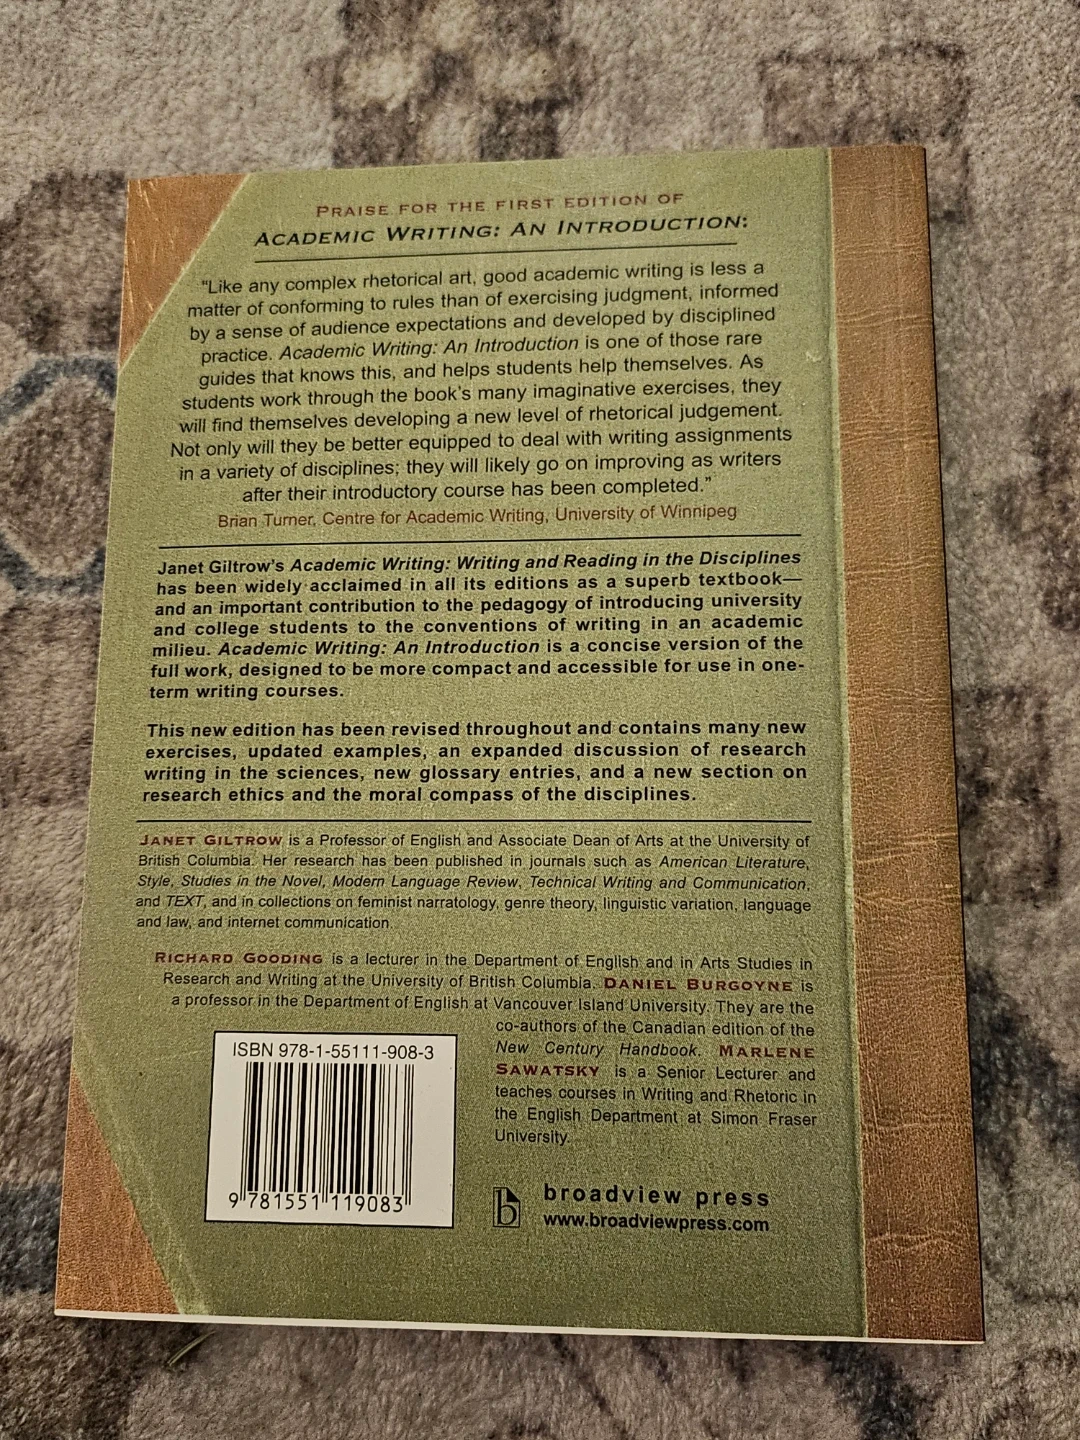 PRAISE FOR THE FIRST EDITION OF
ACADEMIC WRITING: AN INTRODUCTION:
"Like any complex rhetorical art, good academic writing is less a
matter of conforming to rules than of exercising judgment, informed
by a sense of audience expectations and developed by disciplined
practice. Academic Writing: An Introduction is one of those rare
guides that knows this, and helps students help themselves. As
students work through the book's many imaginative exercises, they
will find themselves developing a new level of rhetorical judgement.
Not only will they be better equipped to deal with writing assignments
in a variety of disciplines; they will likely go on improving as writers
after their introductory course has been completed."
Brian Turner, Centre for Academic Writing, University of Winnipeg
Janet Giltrow's Academic Writing: Writing and Reading in the Disciplines
has been widely acclaimed in all its editions as a superb textbook—
and an important contribution to the pedagogy of introducing university
and college students to the conventions of writing in an academic
milieu. Academic Writing: An Introduction is a concise version of the
full work, designed to be more compact and accessible for use in one-
term writing courses.
This new edition has been revised throughout and contains many new
exercises, updated examples, an expanded discussion of research
writing in the sciences, new glossary entries, and a new section on
research ethics and the moral compass of the disciplines.
JANET GILTROW is a Professor of English and Associate Dean of Arts at the University of
British Columbia. Her research has been published in journals such as American Literature,
Style, Studies in the Novel, Modern Language Review, Technical Writing and Communication,
and TEXT, and in collections on feminist narratology, genre theory, linguistic variation, language
and law, and internet communication.
RICHARD GOODING is a lecturer in the Department of English and in Arts Studies in
Research and Writing at the University of British Columbia. DANIEL BURGOYNE is
a professor in the Department of English at Vancouver Island University. They are the
co-authors of the Canadian edition of the
New Century Handbook. MARLENE
SAWATSKY is a Senior Lecturer and
teaches courses in Writing and Rhetoric in
the English Department at Simon Fraser
University.
ISBN 978-1-55111-908-3
9 781551 119083
b
broadview press
www.broadviewpress.com